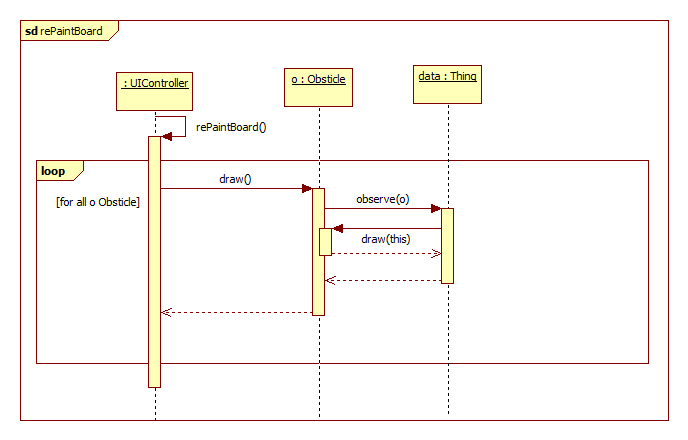 sd rePaintBoard
: UIController
o : Obsticle
data : Thing
rePaintBoard()
loop
[for all o Obsticle]
draw()
observe(o)
draw(this)